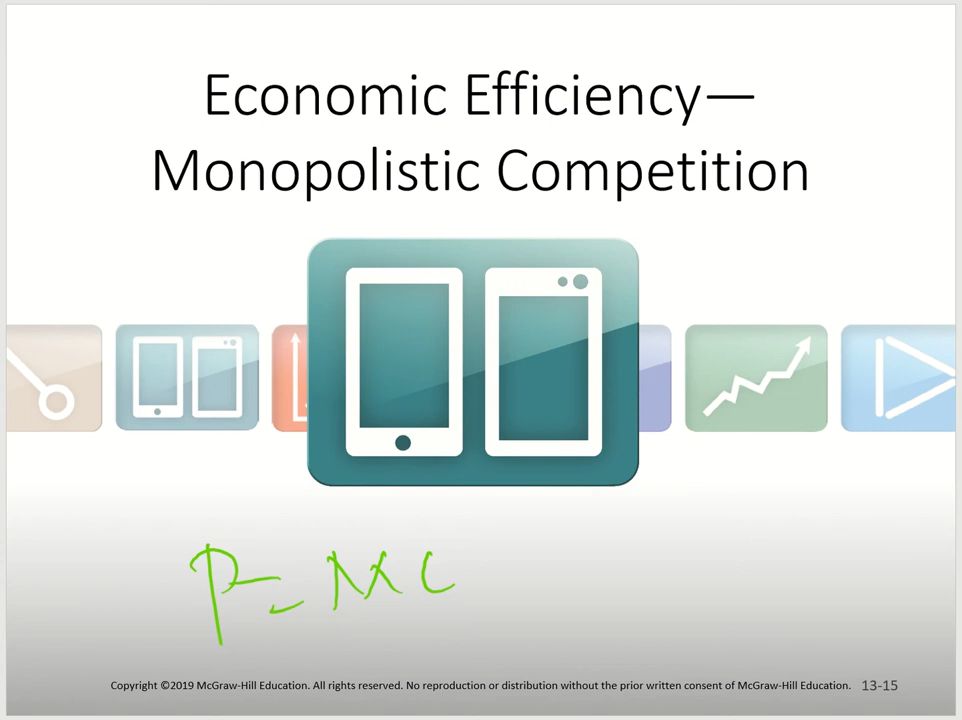 Economic Efficiency—
Monopolistic Competition
P = MC
Copyright ©2019 McGraw-Hill Education. All rights reserved. No reproduction or distribution without the prior written consent of McGraw-Hill Education. 13-15